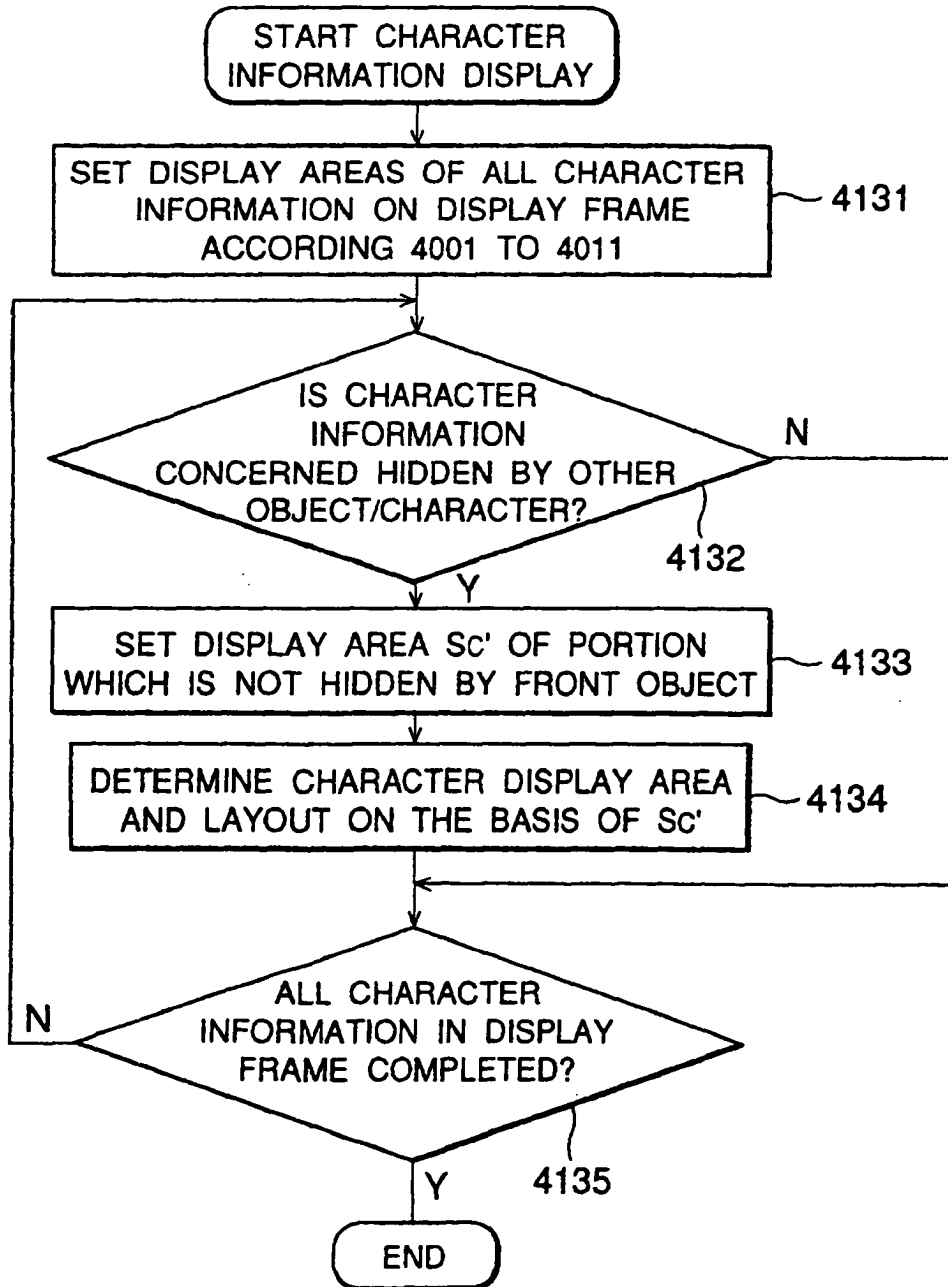 START CHARACTER
INFORMATION DISPLAY
SET DISPLAY AREAS OF ALL CHARACTER
INFORMATION ON DISPLAY FRAME
ACCORDING 4001 TO 4011
4131
IS CHARACTER
INFORMATION
CONCERNED HIDDEN BY OTHER
OBJECT/CHARACTER?
N
4132
Y
SET DISPLAY AREA Sc' OF PORTION
WHICH IS NOT HIDDEN BY FRONT OBJECT
4133
DETERMINE CHARACTER DISPLAY AREA
AND LAYOUT ON THE BASIS OF Sc'
4134
ALL CHARACTER
INFORMATION IN DISPLAY
FRAME COMPLETED?
N
4135
Y
END